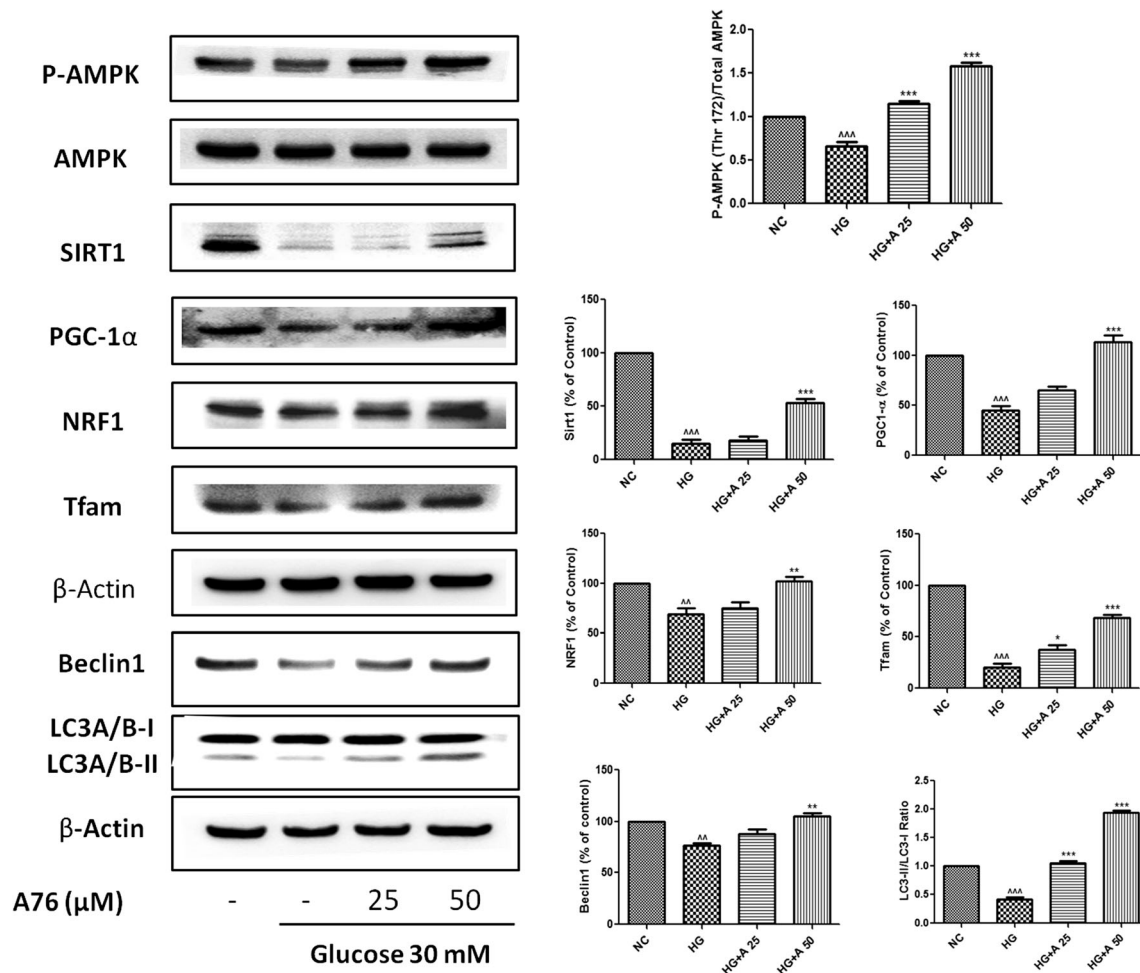 P-AMPK
AMPK
SIRT1
PGC-1α
NRF1
Tfam
β-Actin
Beclin1
LC3A/B-I
LC3A/B-II
β-Actin
A76 (μM) - - 25 50
Glucose 30 mM
P-AMPK (Thr 172)/Total AMPK
2.0
1.5
1.0
0.5
0.0
^^^
***
***
NC HG HG+A 25 HG+A 50
Sirt1 (% of Control)
150
100
50
0
^^^
***
NC HG HG+A 25 HG+A 50
PGC1-α (% of Control)
150
100
50
0
^^^
***
NC HG HG+A 25 HG+A 50
NRF1 (% of Control)
150
100
50
0
^^
**
NC HG HG+A 25 HG+A 50
Tfam (% of Control)
150
100
50
0
^^^
*
***
NC HG HG+A 25 HG+A 50
Beclin1 (% of control)
150
100
50
0
^^
**
NC HG HG+A 25 HG+A 50
LC3-II/LC3-I Ratio
2.5
2.0
1.5
1.0
0.5
0.0
^^^
***
***
NC HG HG+A 25 HG+A 50